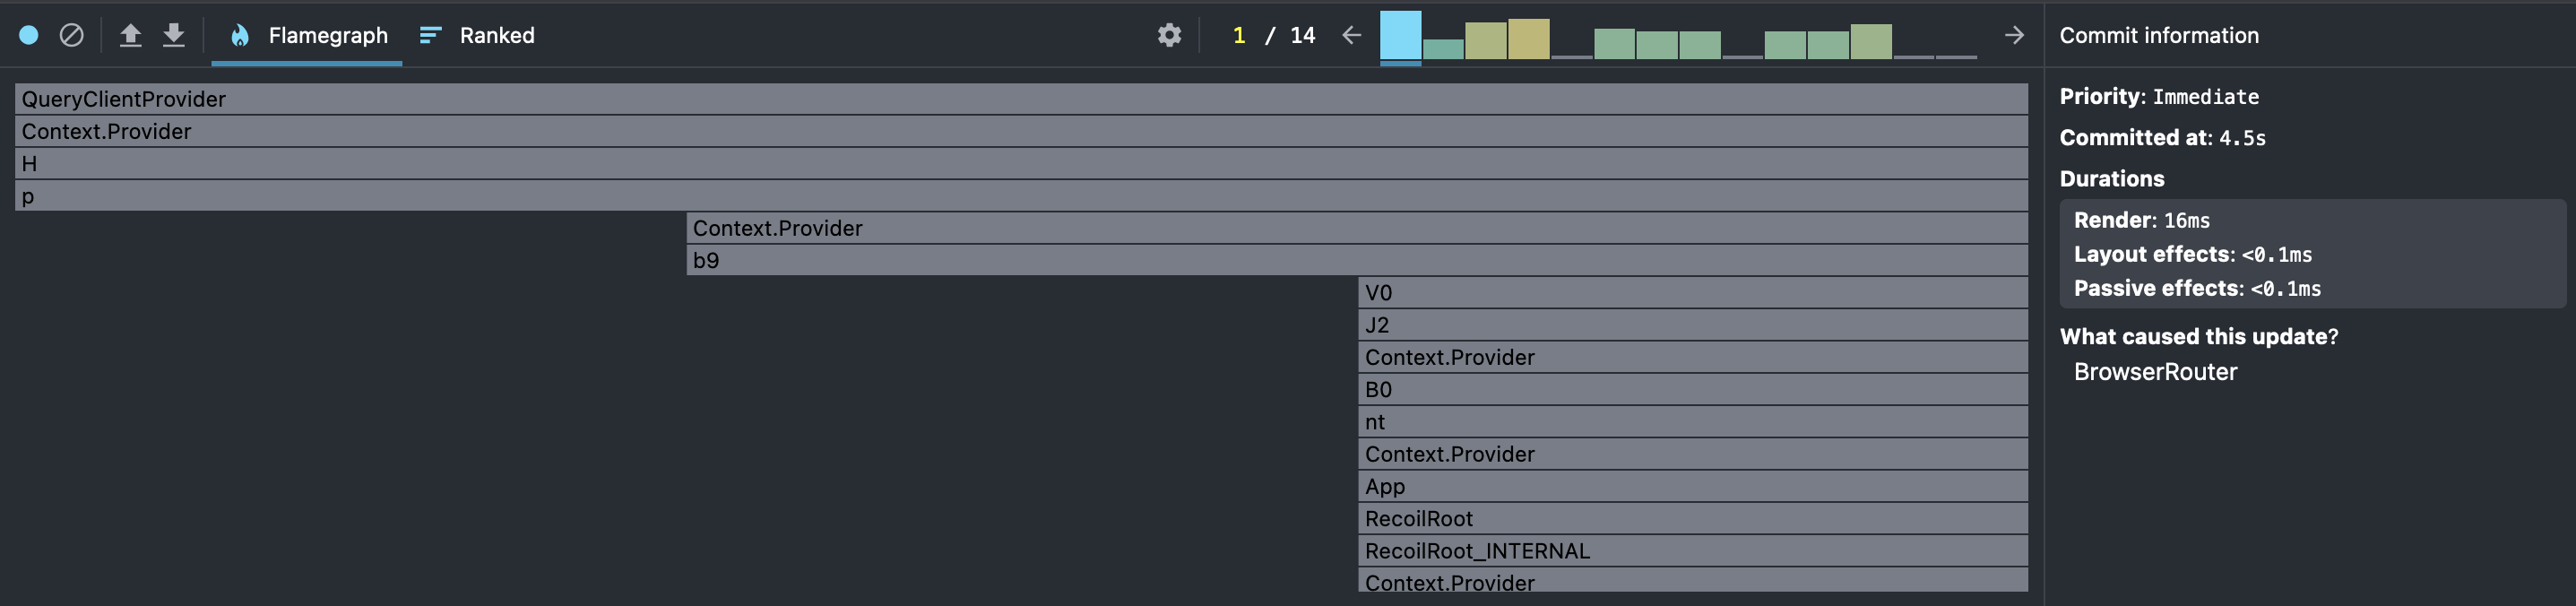 Flamegraph
Ranked
1 / 14
Commit information
QueryClientProvider
Context.Provider
H
p
Context.Provider
b9
V0
J2
Context.Provider
B0
nt
Context.Provider
App
RecoilRoot
RecoilRoot_INTERNAL
Context.Provider
Priority: Immediate
Committed at: 4.5s
Durations
Render: 16ms
Layout effects: <0.1ms
Passive effects: <0.1ms
What caused this update?
BrowserRouter